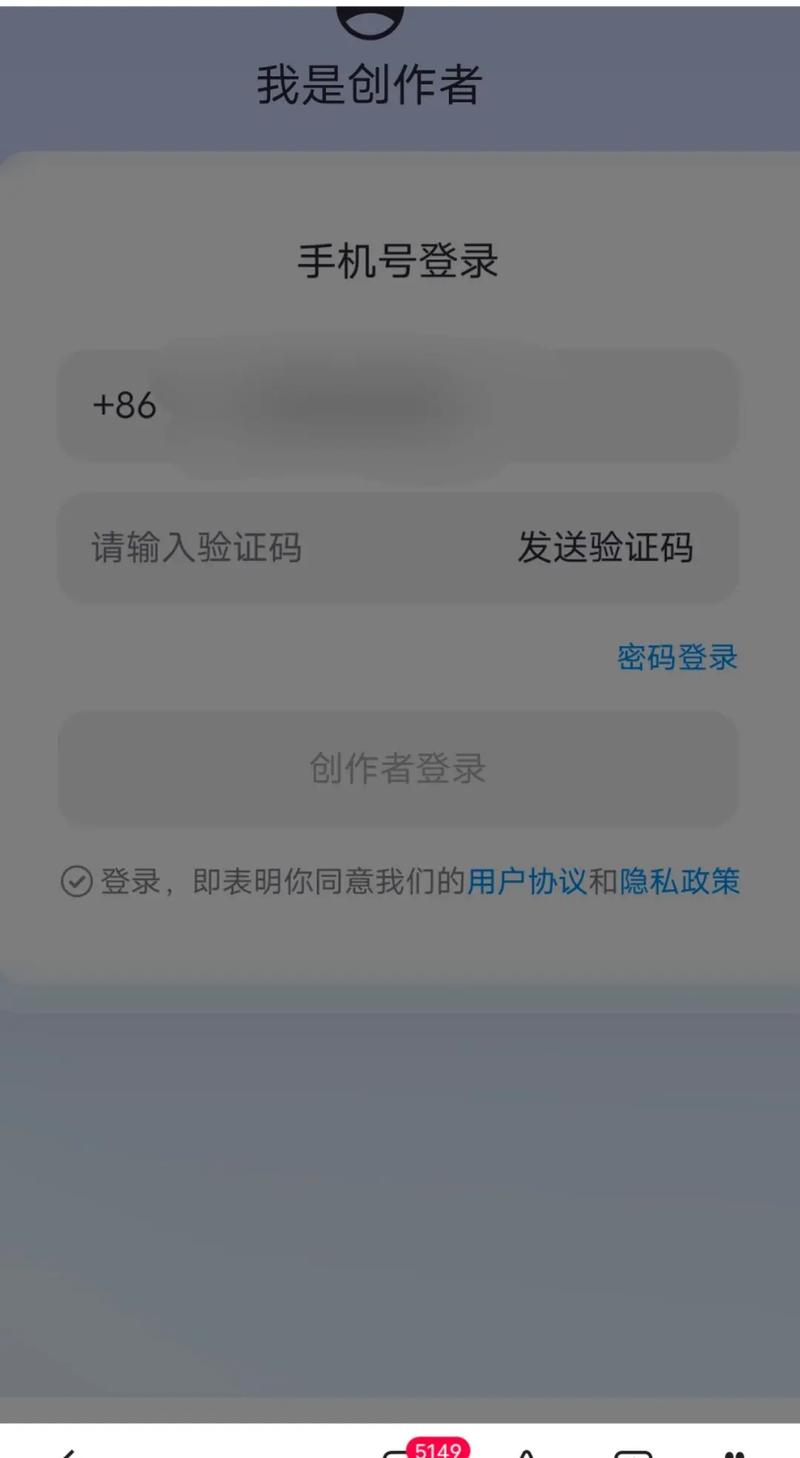 我是创作者
手机号登录
+86
请输入验证码 发送验证码
密码登录
创作者登录
登录，即表明你同意我们的用户协议和隐私政策
5149